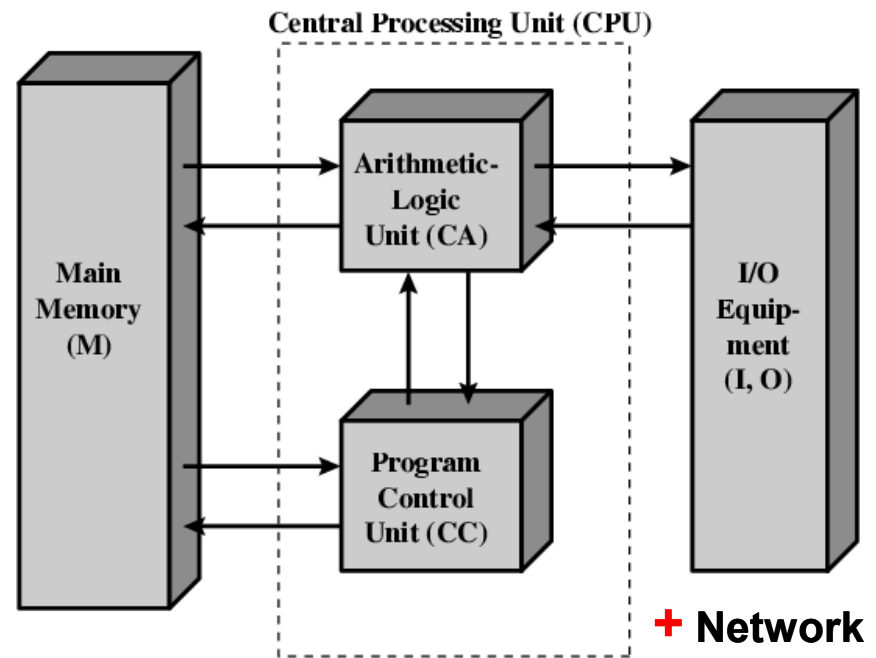 Central Processing Unit (CPU)
Main
Memory
(M)
Arithmetic-
Logic
Unit (CA)
Program
Control
Unit (CC)
I/O
Equip-
ment
(I, O)
+ Network